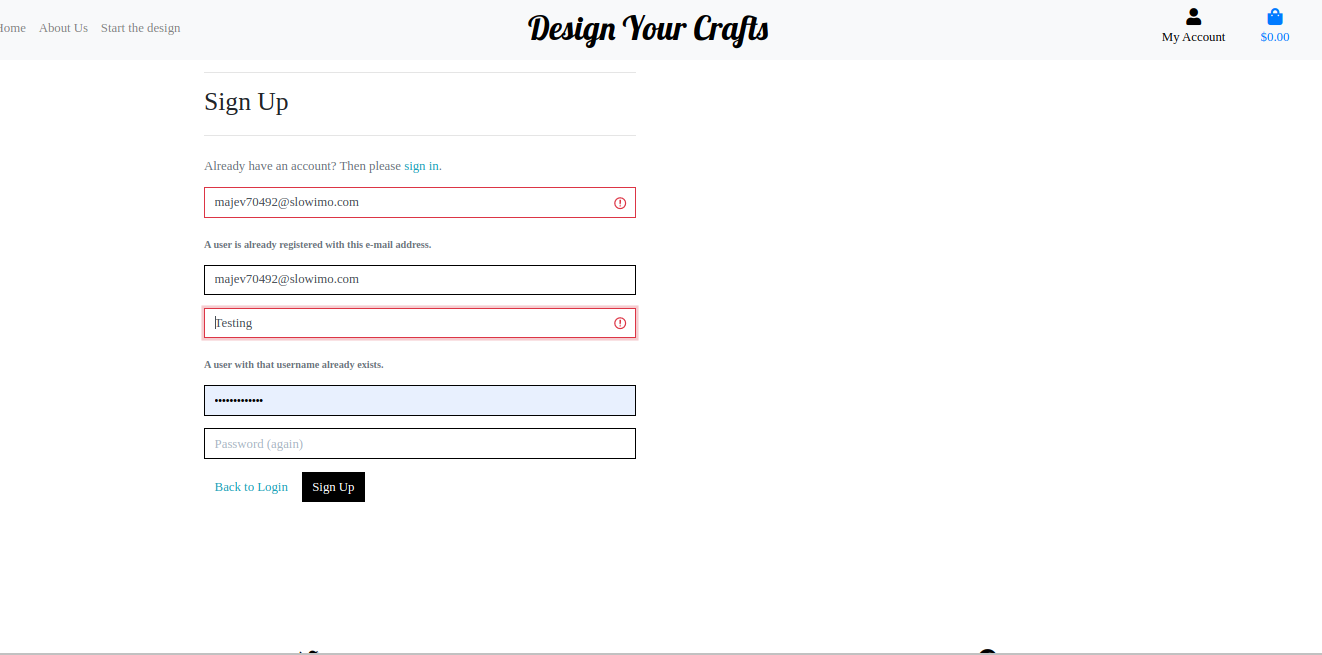 Home About Us Start the design
Design Your Crafts
My Account
$0.00
Sign Up
Already have an account? Then please sign in.
majev70492@slowimo.com
A user is already registered with this e-mail address.
majev70492@slowimo.com
Testing
A user with that username already exists.
•••••••••••••
Password (again)
Back to Login Sign Up